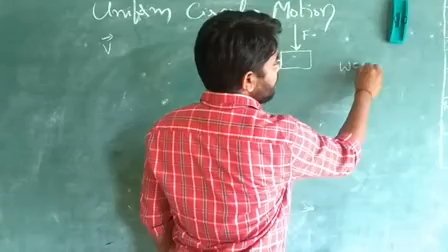 Uniform Circular Motion
V
F
W =